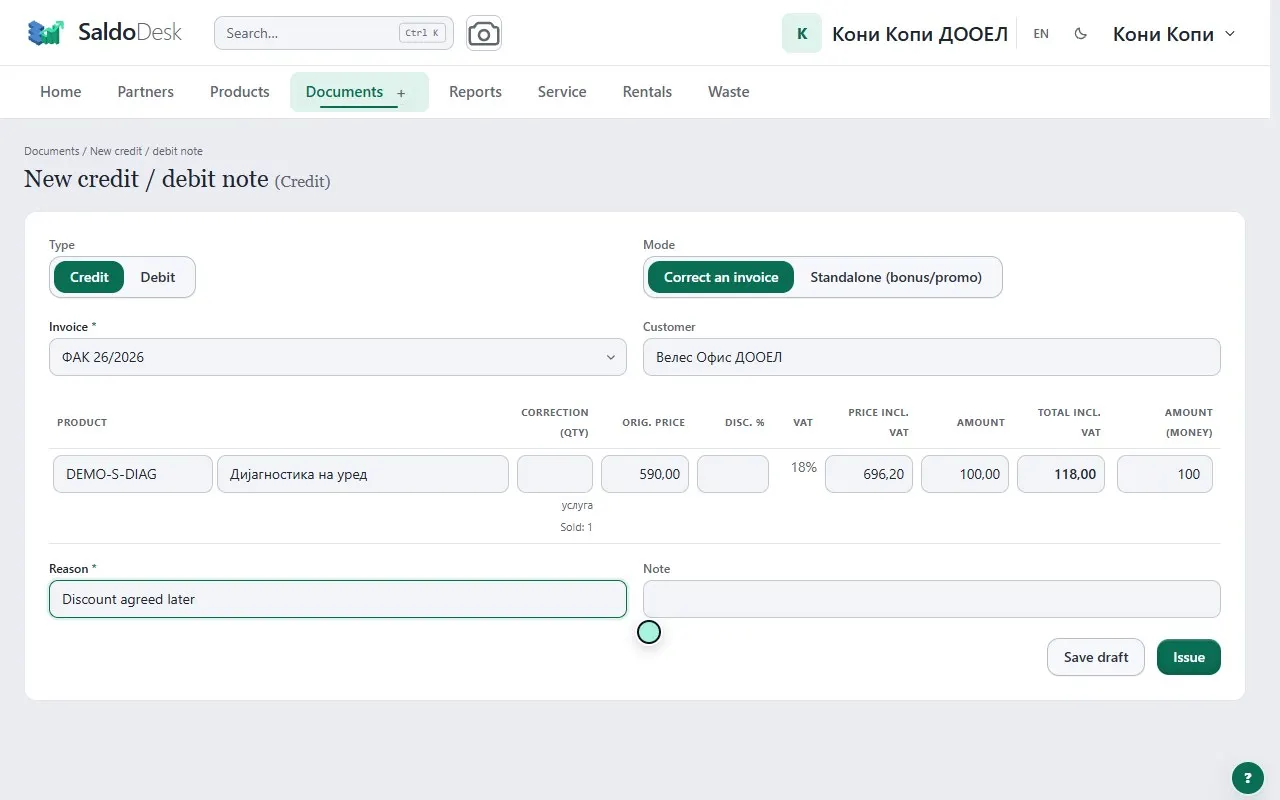 SaldoDesk
Search... Ctrl K
K Кони Копи ДООЕЛ EN Кони Копи
Home Partners Products Documents + Reports Service Rentals Waste
Documents / New credit / debit note
New credit / debit note (Credit)
Type
Credit Debit
Mode
Correct an invoice Standalone (bonus/promo)
Invoice *
ФАК 26/2026
Customer
Велес Офис ДООЕЛ
PRODUCT CORRECTION (QTY) ORIG. PRICE DISC. % VAT PRICE INCL. VAT AMOUNT TOTAL INCL. VAT AMOUNT (MONEY)
DEMO-S-DIAG Дијагностика на уред 590,00 18% 696,20 100,00 118,00 100
услуга
Sold: 1
Reason *
Discount agreed later
Note
Save draft Issue
?